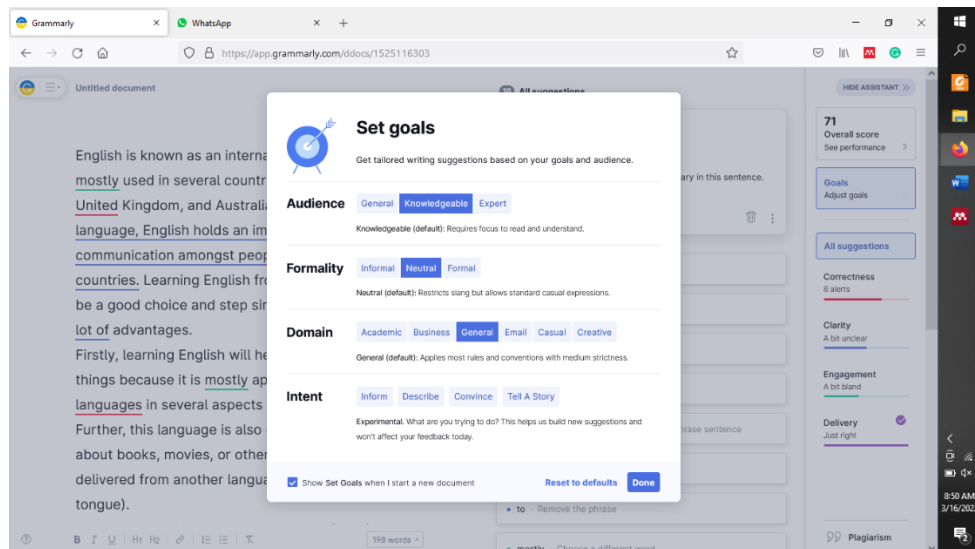 Grammarly
WhatsApp
https://app.grammarly.com/ddocs/1525116303
Untitled document
All suggestions
HIDE ASSISTANT
English is known as an interna
mostly used in several countr
United Kingdom, and Australia
language, English holds an im
communication amongst peop
countries. Learning English fro
be a good choice and step sin
lot of advantages.
Firstly, learning English will he
things because it is mostly ap
languages in several aspects
Further, this language is also
about books, movies, or other
delivered from another langua
tongue).
B I U H1 H2
198 words
Set goals
Get tailored writing suggestions based on your goals and audience.
Audience
General Knowledgeable Expert
Knowledgeable (default): Requires focus to read and understand.
Formality
Informal Neutral Formal
Neutral (default): Restricts slang but allows standard casual expressions.
Domain
Academic Business General Email Casual Creative
General (default): Applies most rules and conventions with medium strictness.
Intent
Inform Describe Convince Tell A Story
Experimental. What are you trying to do? This helps us build new suggestions and
won't affect your feedback today.
Show Set Goals when I start a new document
Reset to defaults
Done
ary in this sentence.
hrase sentence
to - Remove the phrase
mostly - Choose a different word
71
Overall score
See performance
Goals
Adjust goals
All suggestions
Correctness
8 alerts
Clarity
A bit unclear
Engagement
A bit bland
Delivery
Just right
Plagiarism
8:50 AM
3/16/202